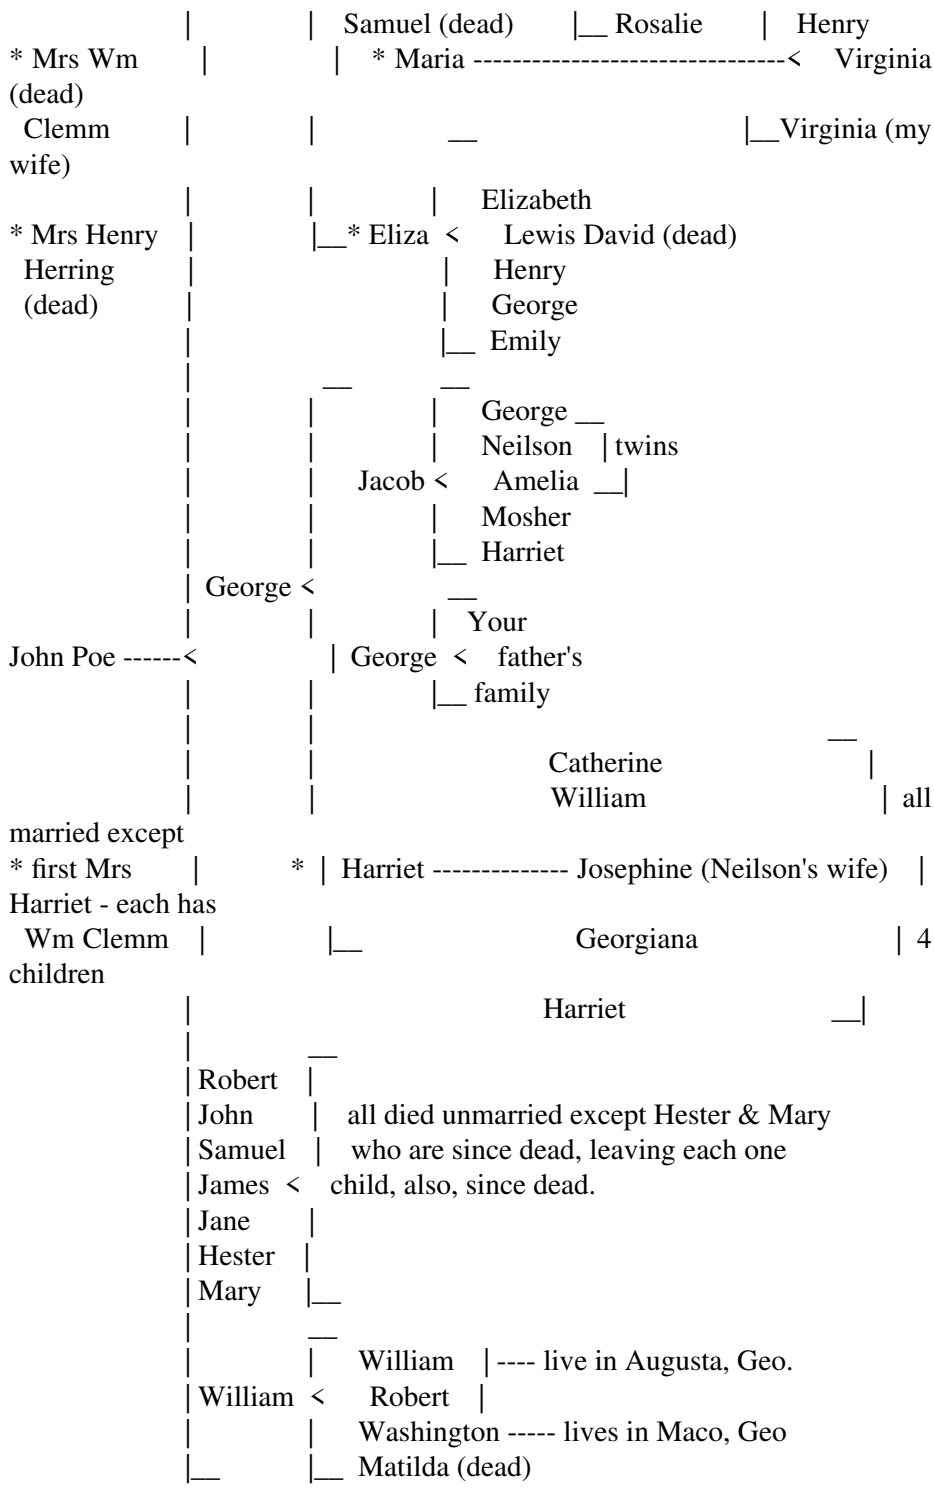 | | Samuel (dead) |__ Rosalie | Henry
* Mrs Wm | | * Maria --------------------------------< Virginia
(dead)
Clemm | | __ |__Virginia (my
wife)
| | | Elizabeth
* Mrs Henry | |__* Eliza < Lewis David (dead)
Herring | | Henry
(dead) | | George
| |__ Emily
| __ __
| | | George __
| | | Neilson | twins
| | Jacob < Amelia __|
| | | Mosher
| | |__ Harriet
| George < __
| | | Your
John Poe ------< | George < father's
| | |__ family
| | __
| | Catherine |
| | William | all
married except
* first Mrs | * | Harriet -------------- Josephine (Neilson's wife) |
Harriet - each has
Wm Clemm | |__ Georgiana | 4
children
| Harriet __|
| __
| Robert |
| John | all died unmarried except Hester & Mary
| Samuel | who are since dead, leaving each one
| James < child, also, since dead.
| Jane |
| Hester |
| Mary |__
| __
| | William | ---- live in Augusta, Geo.
| William < Robert |
| | Washington ----- lives in Maco, Geo
|__ |__ Matilda (dead)